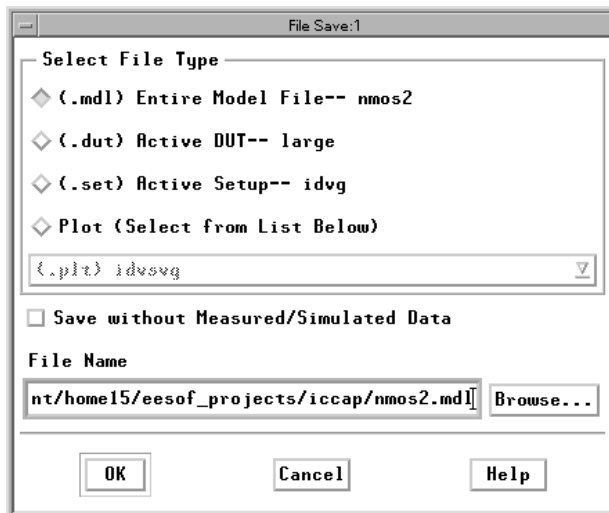 File Save:1
Select File Type
(.mdl) Entire Model File-- nmos2
(.dut) Active DUT-- large
(.set) Active Setup-- idvg
Plot (Select from List Below)
(.plt) idvsvg
Save without Measured/Simulated Data
File Name
nt/home15/eesof_projects/iccap/nmos2.mdl
Browse...
OK Cancel Help